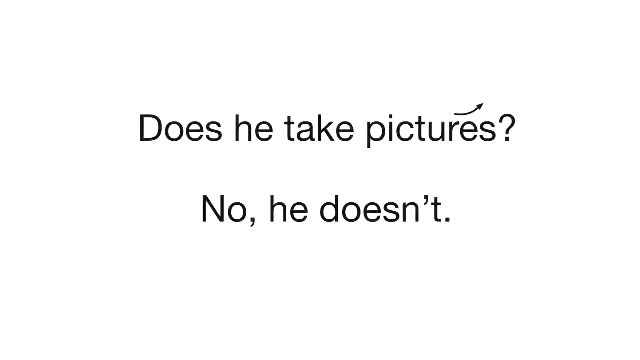 Does he take pictures?
No, he doesn’t.